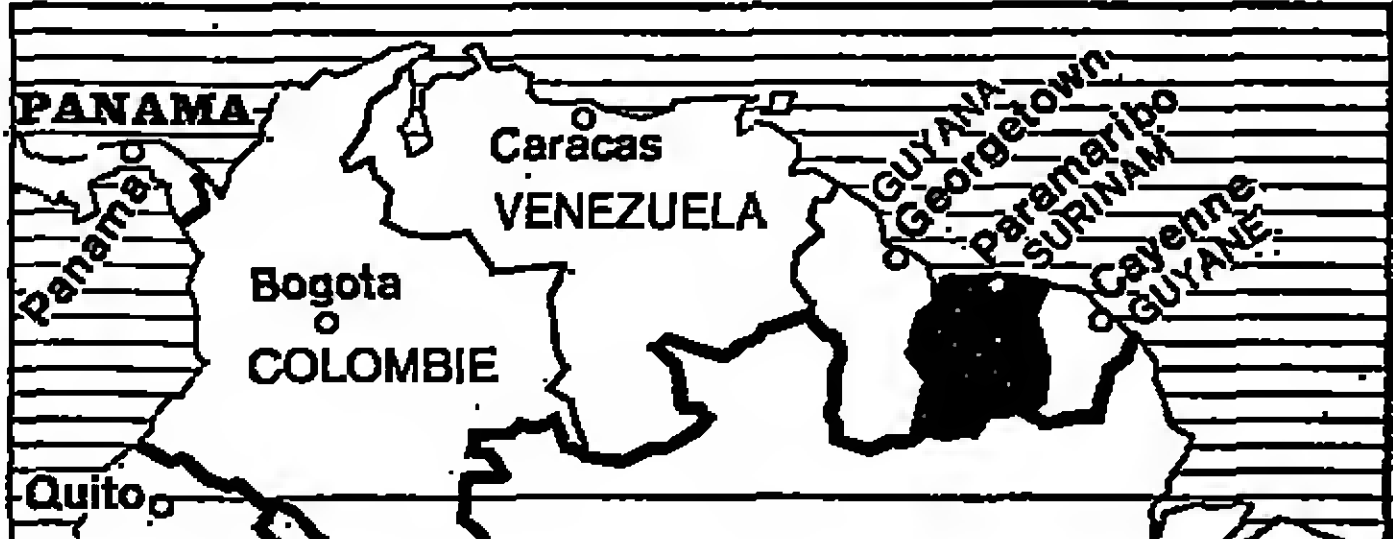 PANAMA
Panama
Caracas
VENEZUELA
GUYANA
Georgetown
Paramaribo
SURINAM
Cayenne
GUYANE
Bogota
COLOMBIE
Quito